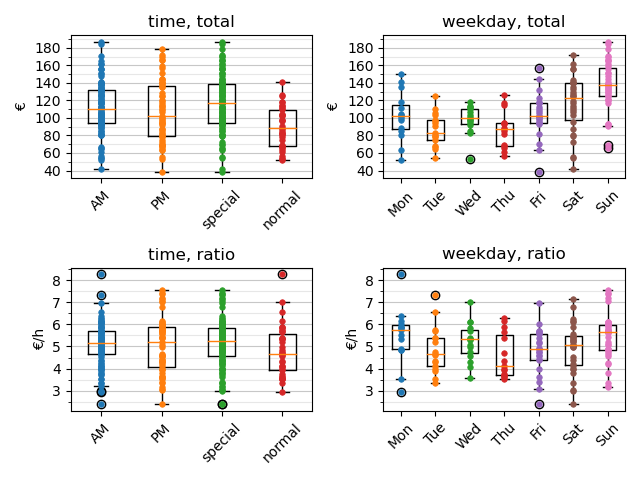 time, total
€
180
160
140
120
100
80
60
40
AM
PM
special
normal
weekday, total
€
180
160
140
120
100
80
60
40
Mon
Tue
Wed
Thu
Fri
Sat
Sun
time, ratio
€/h
8
7
6
5
4
3
AM
PM
special
normal
weekday, ratio
€/h
8
7
6
5
4
3
Mon
Tue
Wed
Thu
Fri
Sat
Sun